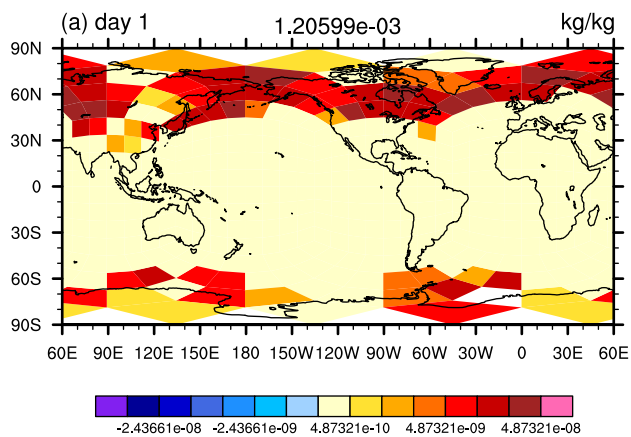 (a) day 1 1.20599e-03 kg/kg
90N
60N
30N
0
30S
60S
90S
60E 90E 120E 150E 180 150W 120W 90W 60W 30W 0 30E 60E
-2.43661e-08 -2.43661e-09 4.87321e-10 4.87321e-09 4.87321e-08